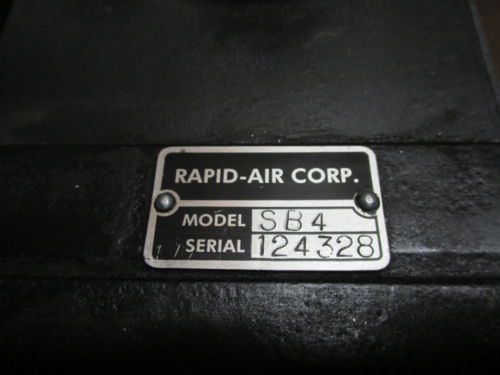 RAPID-AIR CORP.
MODEL SB4
SERIAL 124328